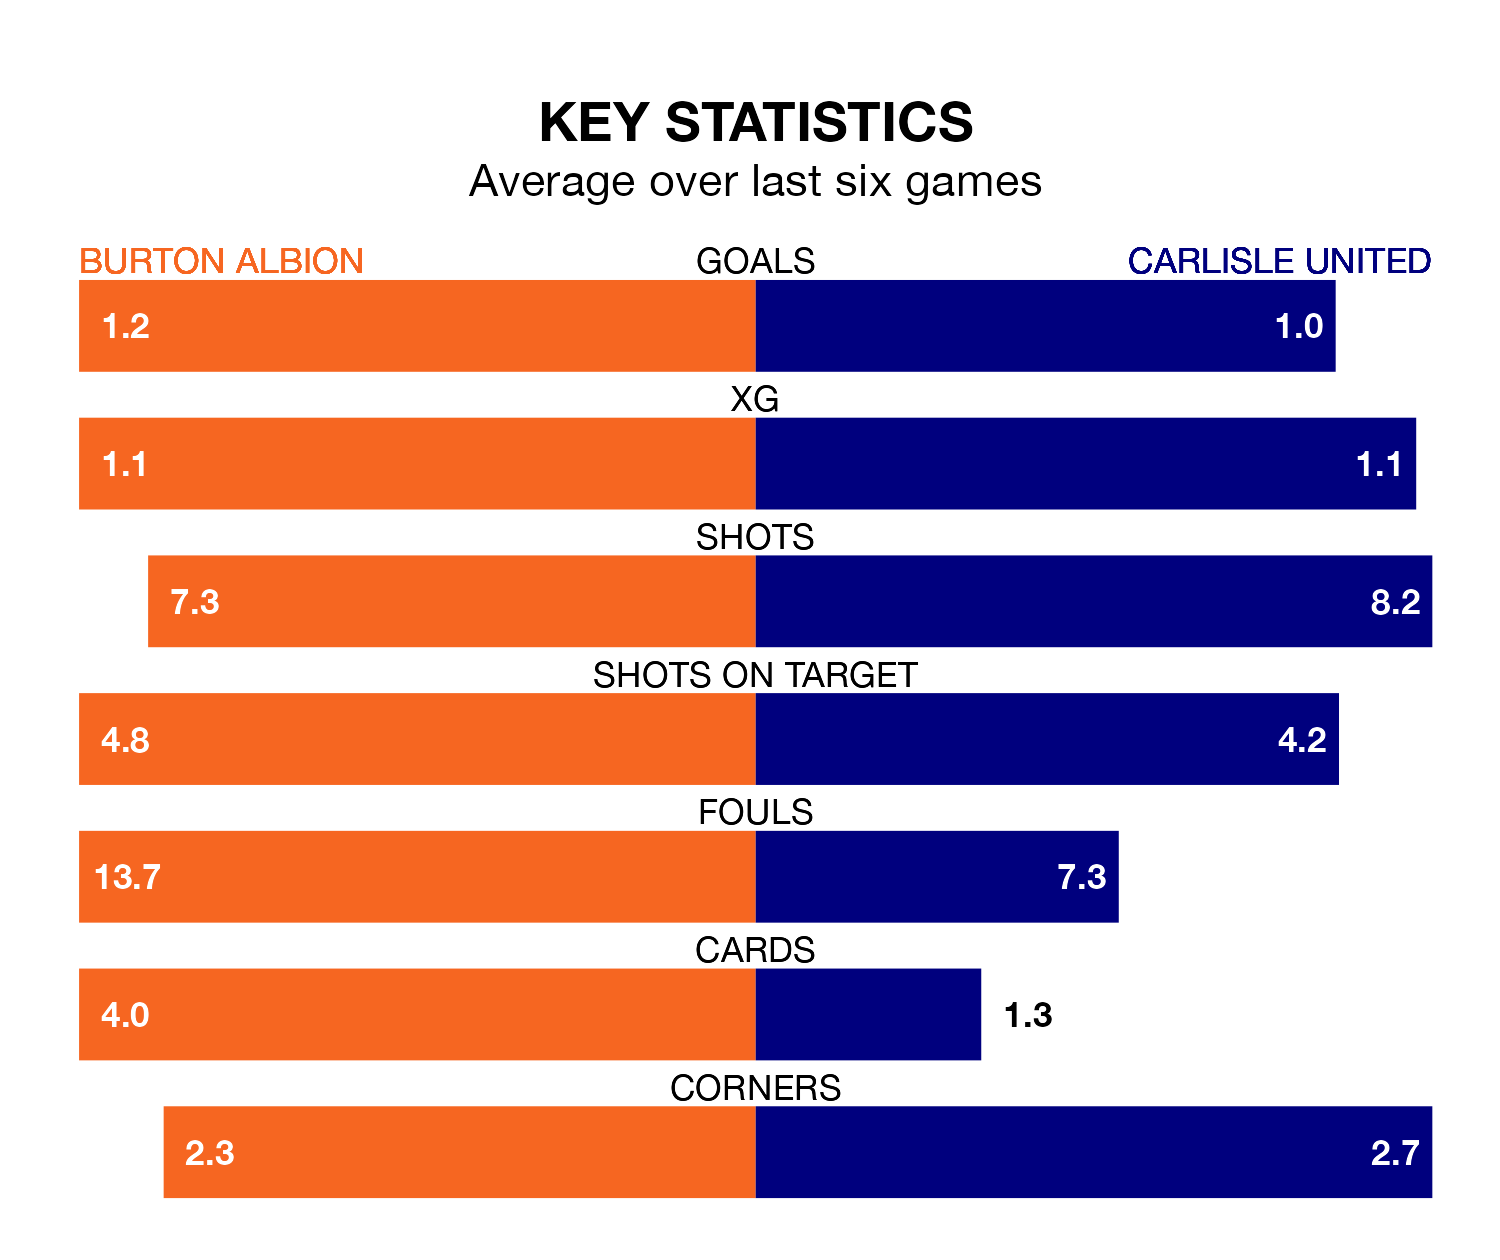 KEY STATISTICS
Average over last six games
BURTON ALBION GOALS CARLISLE UNITED
1.2 1.0
XG
1.1 1.1
SHOTS
7.3 8.2
SHOTS ON TARGET
4.8 4.2
FOULS
13.7 7.3
CARDS
4.0 1.3
CORNERS
2.3 2.7